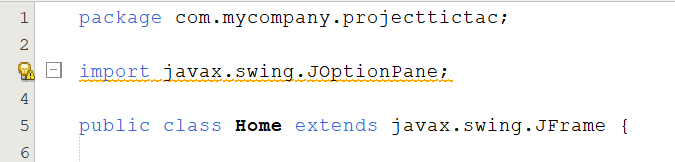 1 package com.mycompany.projecttictac;
2
import javax.swing.JOptionPane;
4
5 public class Home extends javax.swing.JFrame {
6